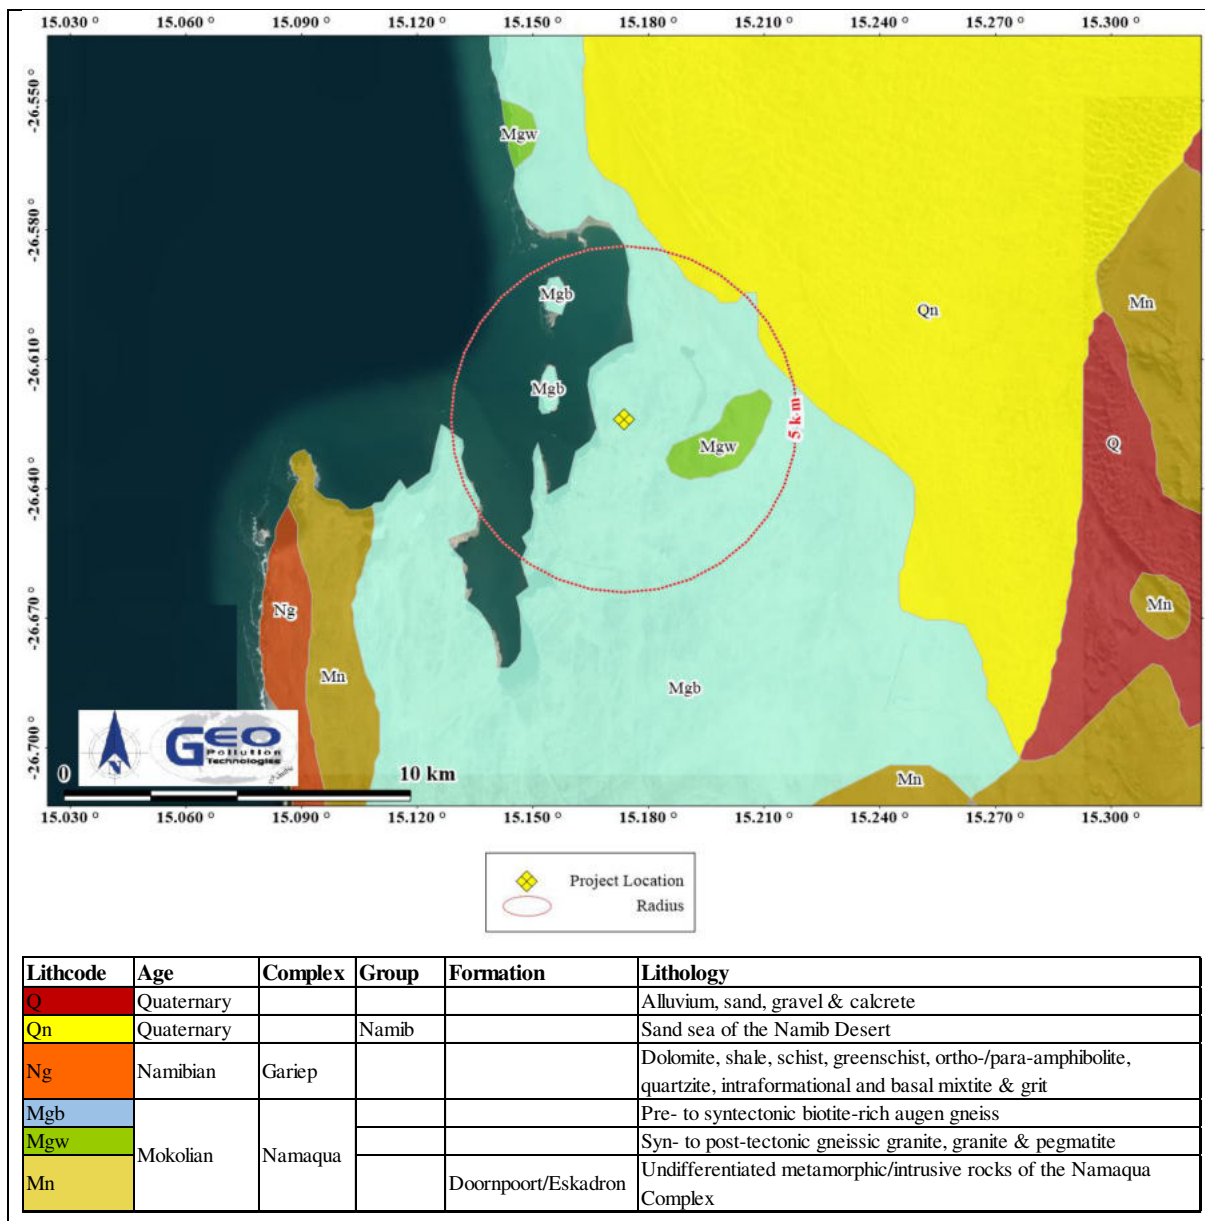 15.030 ° 15.060 ° 15.090 ° 15.120 ° 15.150 ° 15.180 ° 15.210 ° 15.240 ° 15.270 ° 15.300 °
-26.550 °
Mgw
-26.580 °
Mgb
Mn
Qn
-26.610 °
Mgb
5 km
Mgw
Q
-26.640 °
Ng
Mn
-26.670 °
Mn
Mgb
GEO
Pollution
Technologies
N
-26.700 °
0 10 km
Mn
15.030 ° 15.060 ° 15.090 ° 15.120 ° 15.150 ° 15.180 ° 15.210 ° 15.240 ° 15.270 ° 15.300 °
Project Location
Radius
Lithcode Age Complex Group Formation Lithology
Q Quaternary Alluvium, sand, gravel & calcrete
Qn Quaternary Namib Sand sea of the Namib Desert
Ng Namibian Gariep Dolomite, shale, schist, greenschist, ortho-/para-amphibolite,
quartzite, intraformational and basal mixtite & grit
Mgb Pre- to syntectonic biotite-rich augen gneiss
Mgw Mokolian Namaqua Syn- to post-tectonic gneissic granite, granite & pegmatite
Mn Doornpoort/Eskadron Undifferentiated metamorphic/intrusive rocks of the Namaqua
Complex